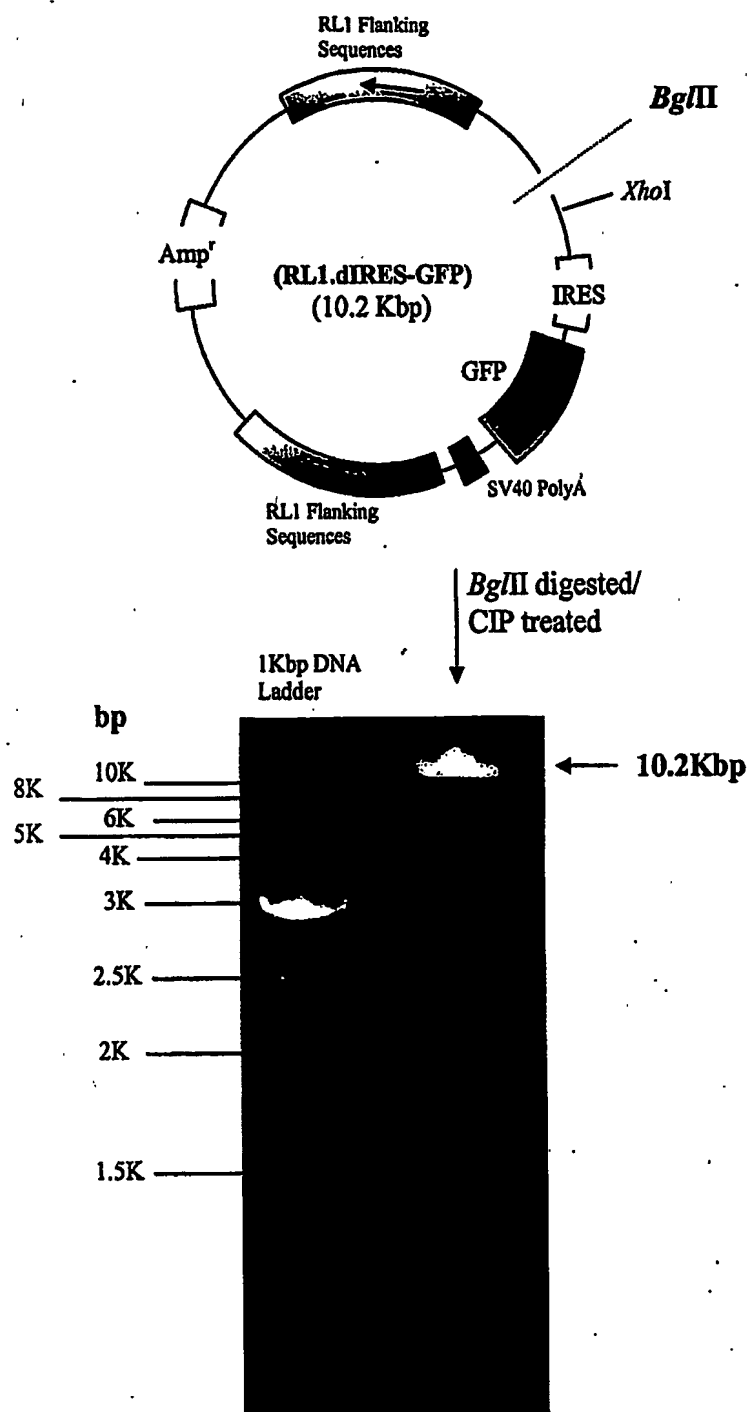 RL1 Flanking
Sequences
BglII
XhoI
Ampʳ
(RL1.dIRES-GFP)
(10.2 Kbp)
IRES
GFP
SV40 PolyA
RL1 Flanking
Sequences
BglII digested/
CIP treated
1Kbp DNA
Ladder
bp
10K
8K
6K
5K
4K
3K
2.5K
2K
1.5K
10.2Kbp